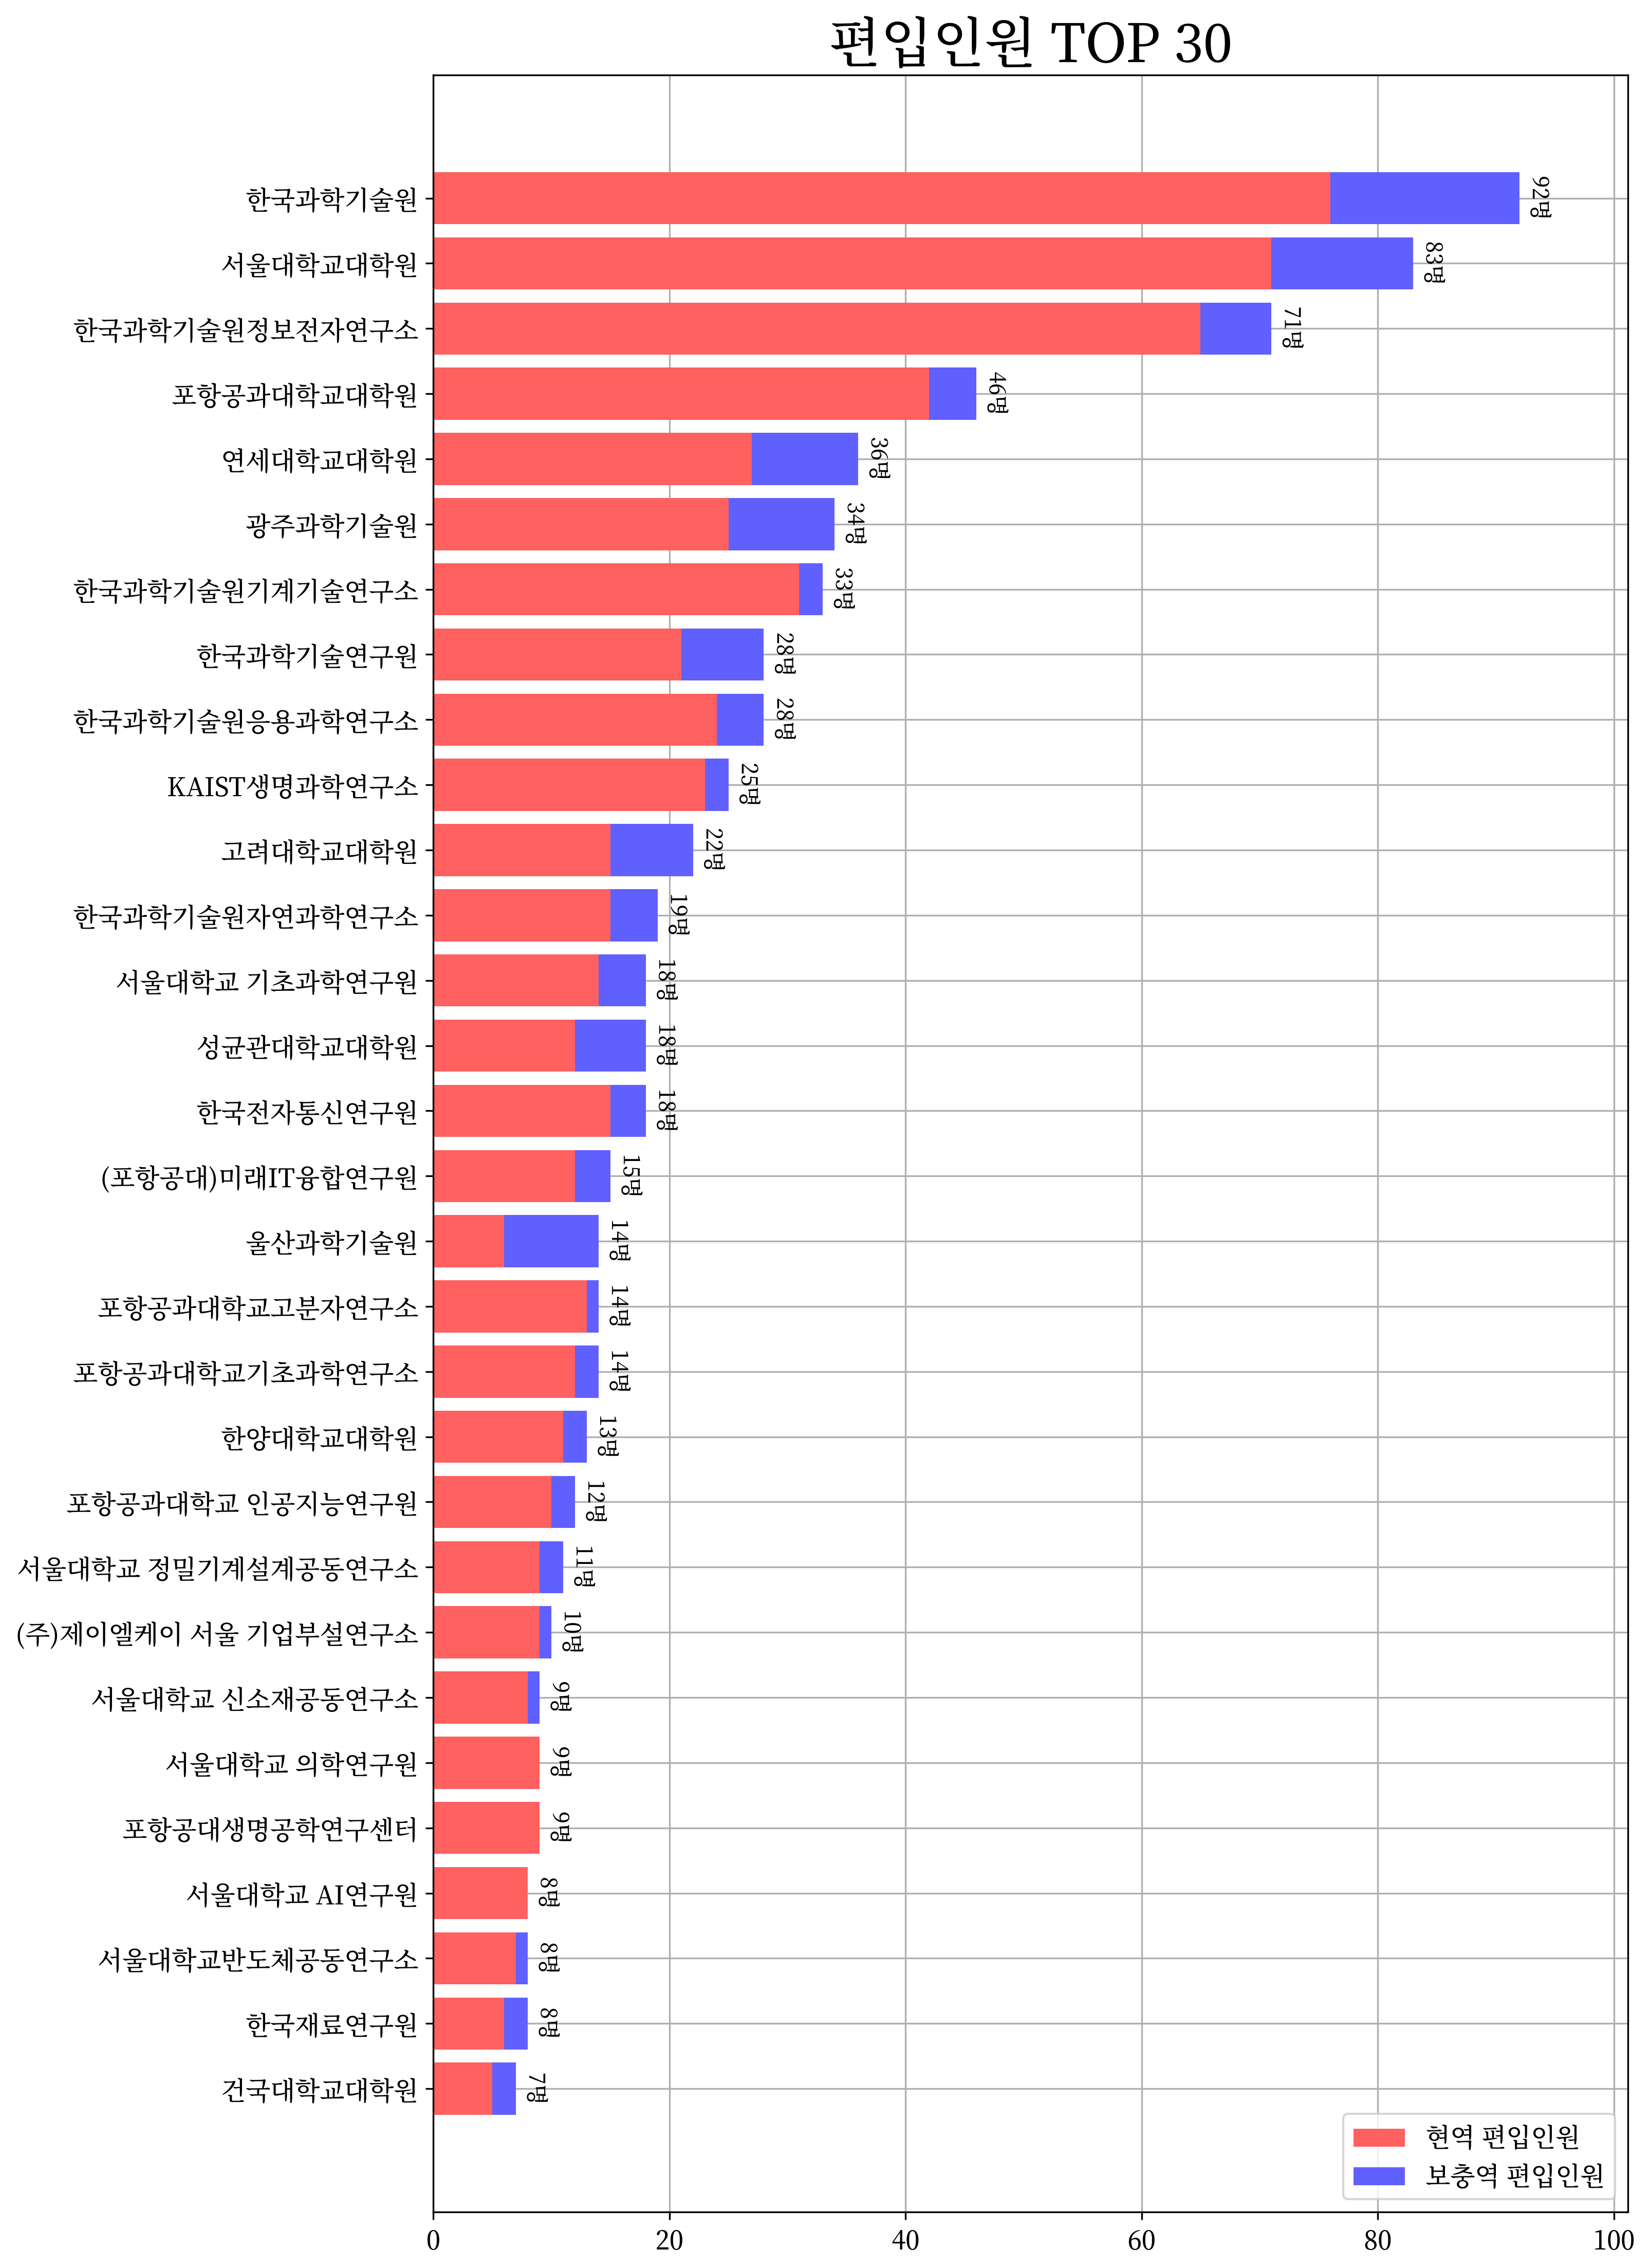 편입인원 TOP 30
한국과학기술원 92명
서울대학교대학원 83명
한국과학기술원정보전자연구소 71명
포항공과대학교대학원 46명
연세대학교대학원 36명
광주과학기술원 34명
한국과학기술원기계기술연구소 33명
한국과학기술연구원 28명
한국과학기술원응용과학연구소 28명
KAIST생명과학연구소 25명
고려대학교대학원 22명
한국과학기술원자연과학연구소 19명
서울대학교 기초과학연구원 18명
성균관대학교대학원 18명
한국전자통신연구원 18명
(포항공대)미래IT융합연구원 15명
울산과학기술원 14명
포항공과대학교고분자연구소 14명
포항공과대학교기초과학연구소 14명
한양대학교대학원 13명
포항공과대학교 인공지능연구원 12명
서울대학교 정밀기계설계공동연구소 11명
(주)제이엘케이 서울 기업부설연구소 10명
서울대학교 신소재공동연구소 9명
서울대학교 의학연구원 9명
포항공대생명공학연구센터 9명
서울대학교 AI연구원 8명
서울대학교반도체공동연구소 8명
한국재료연구원 8명
건국대학교대학원 7명
현역 편입인원
보충역 편입인원
0 20 40 60 80 100